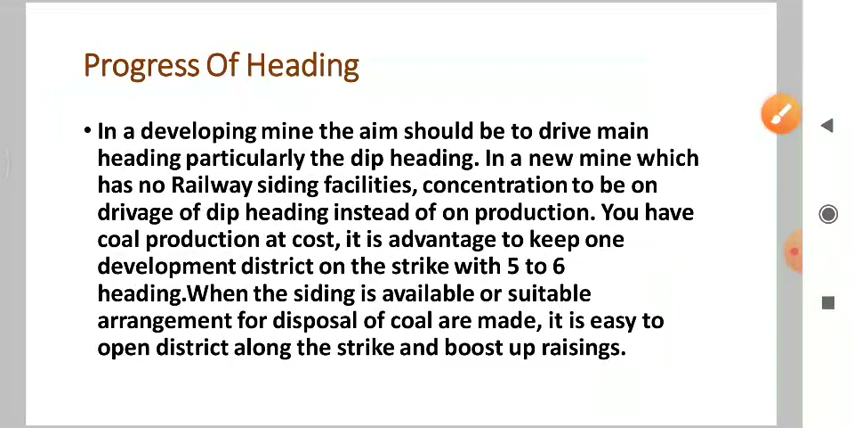 Progress Of Heading
• In a developing mine the aim should be to drive main
heading particularly the dip heading. In a new mine which
has no Railway siding facilities, concentration to be on
drivage of dip heading instead of on production. You have
coal production at cost, it is advantage to keep one
development district on the strike with 5 to 6
heading.When the siding is available or suitable
arrangement for disposal of coal are made, it is easy to
open district along the strike and boost up raisings.